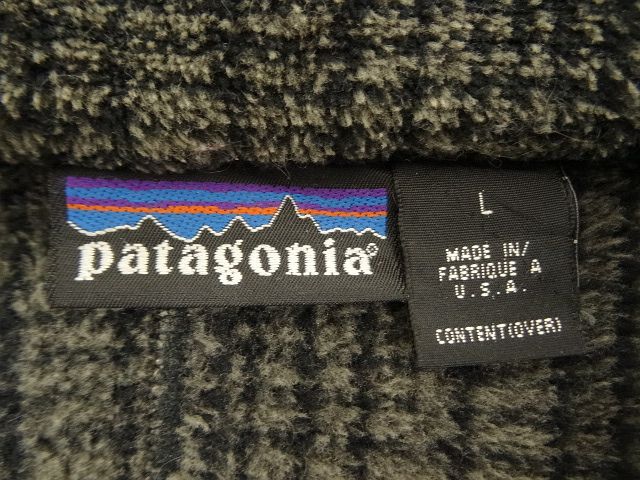 patagonia®
L
MADE IN/
FABRIQUE A
U.S.A.
CONTENT(OVER)